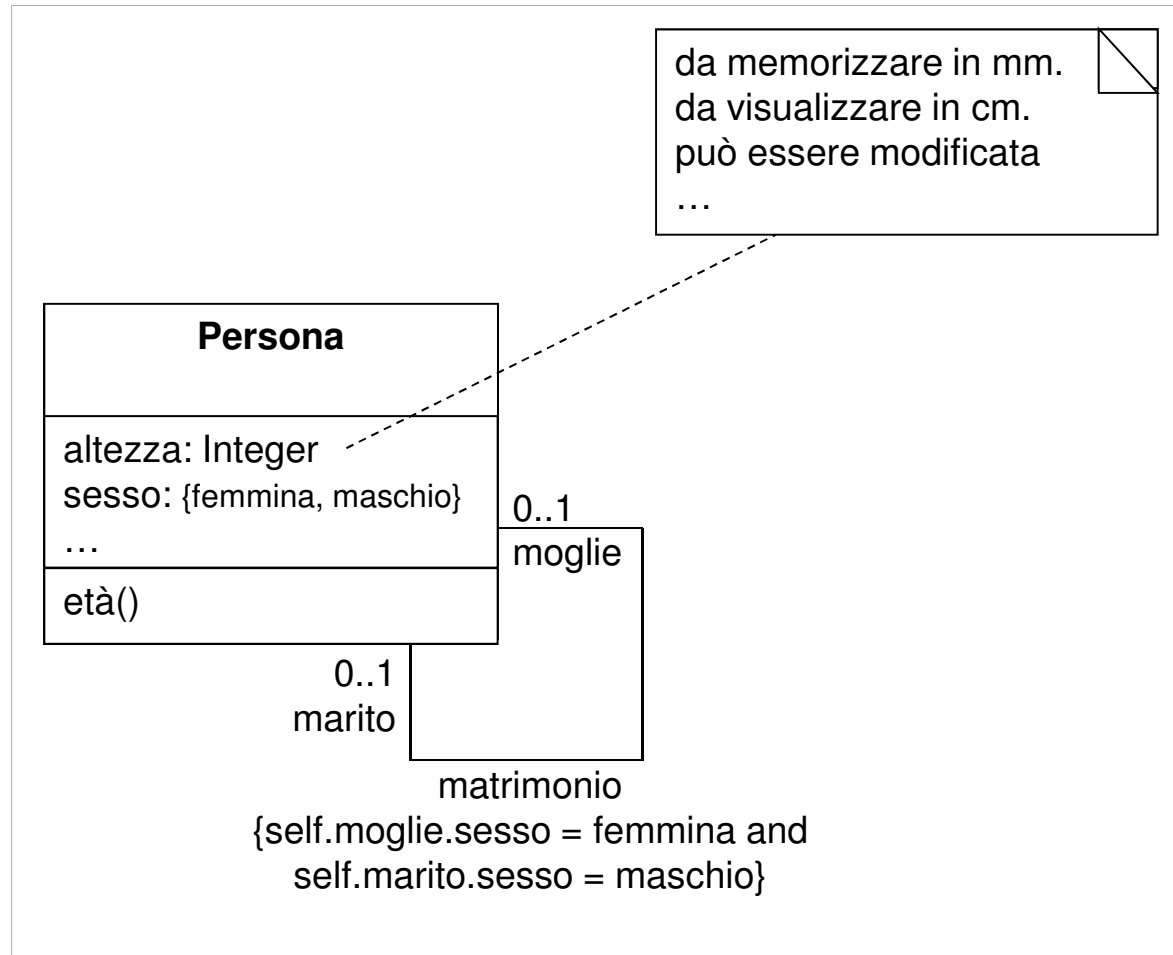 da memorizzare in mm.
da visualizzare in cm.
può essere modificata
…
Persona
altezza: Integer
sesso: {femmina, maschio}
…
età()
0..1
moglie
0..1
marito
matrimonio
{self.moglie.sesso = femmina and
self.marito.sesso = maschio}